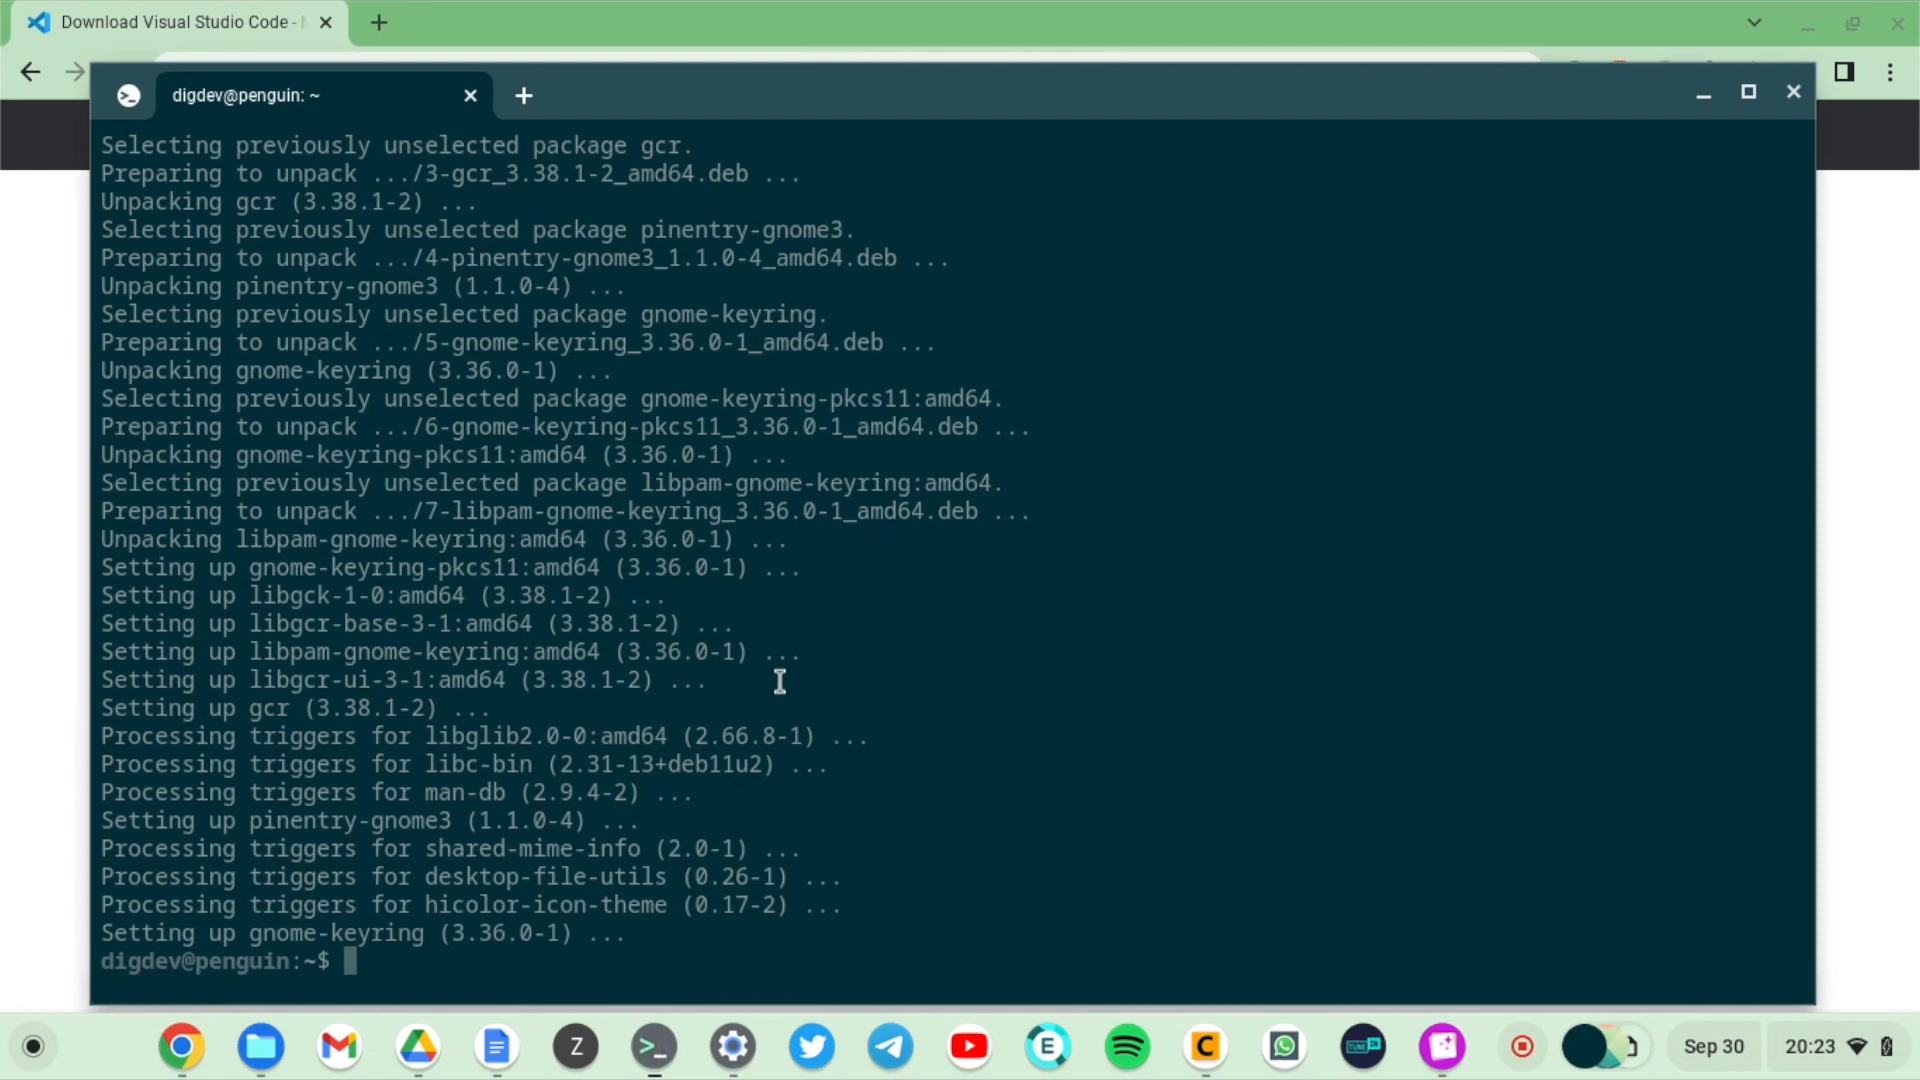 Download Visual Studio Code -
digdev@penguin: ~
Selecting previously unselected package gcr.
Preparing to unpack .../3-gcr_3.38.1-2_amd64.deb ...
Unpacking gcr (3.38.1-2) ...
Selecting previously unselected package pinentry-gnome3.
Preparing to unpack .../4-pinentry-gnome3_1.1.0-4_amd64.deb ...
Unpacking pinentry-gnome3 (1.1.0-4) ...
Selecting previously unselected package gnome-keyring.
Preparing to unpack .../5-gnome-keyring_3.36.0-1_amd64.deb ...
Unpacking gnome-keyring (3.36.0-1) ...
Selecting previously unselected package gnome-keyring-pkcs11:amd64.
Preparing to unpack .../6-gnome-keyring-pkcs11_3.36.0-1_amd64.deb ...
Unpacking gnome-keyring-pkcs11:amd64 (3.36.0-1) ...
Selecting previously unselected package libpam-gnome-keyring:amd64.
Preparing to unpack .../7-libpam-gnome-keyring_3.36.0-1_amd64.deb ...
Unpacking libpam-gnome-keyring:amd64 (3.36.0-1) ...
Setting up gnome-keyring-pkcs11:amd64 (3.36.0-1) ...
Setting up libgck-1-0:amd64 (3.38.1-2) ...
Setting up libgcr-base-3-1:amd64 (3.38.1-2) ...
Setting up libpam-gnome-keyring:amd64 (3.36.0-1) ...
Setting up libgcr-ui-3-1:amd64 (3.38.1-2) ...
Setting up gcr (3.38.1-2) ...
Processing triggers for libglib2.0-0:amd64 (2.66.8-1) ...
Processing triggers for libc-bin (2.31-13+deb11u2) ...
Processing triggers for man-db (2.9.4-2) ...
Setting up pinentry-gnome3 (1.1.0-4) ...
Processing triggers for shared-mime-info (2.0-1) ...
Processing triggers for desktop-file-utils (0.26-1) ...
Processing triggers for hicolor-icon-theme (0.17-2) ...
Setting up gnome-keyring (3.36.0-1) ...
digdev@penguin:~$
Z
E
C
TUNE IN
Sep 30
20:23